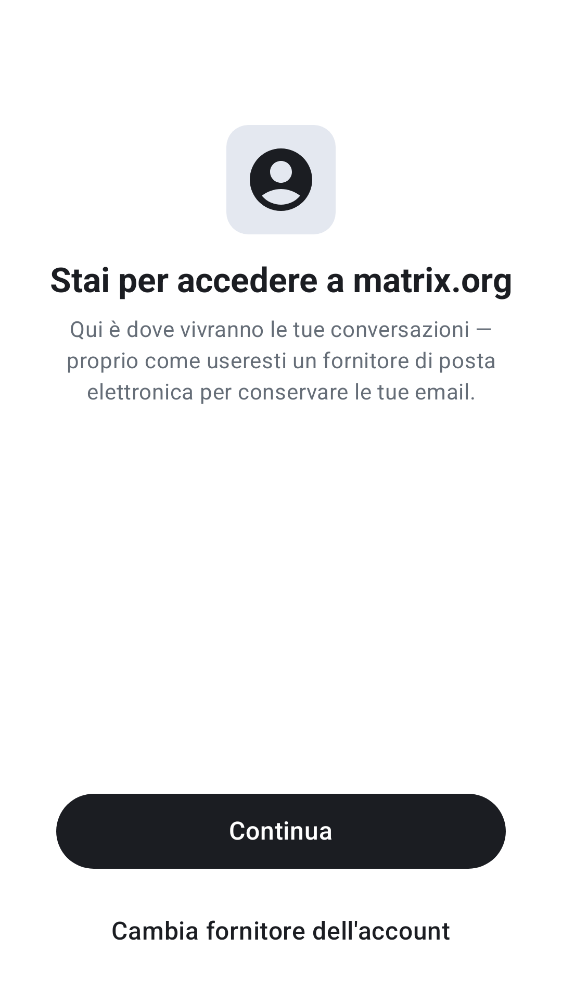 Stai per accedere a matrix.org
Qui è dove vivranno le tue conversazioni —
proprio come useresti un fornitore di posta
elettronica per conservare le tue email.
Continua
Cambia fornitore dell'account